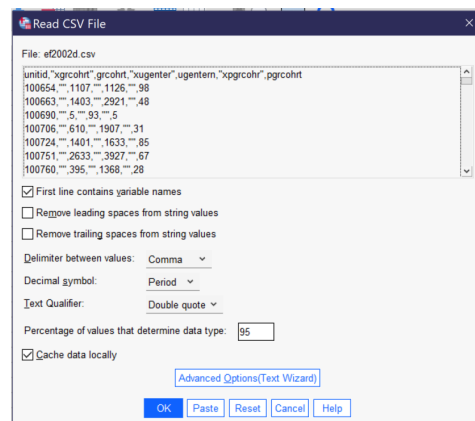 Read CSV File
File: ef2002d.csv
unitid,"xgrcohrt",grcohrt,"xugenter",ugentern,"xpgrcohr",pgrcohrt
100654,"",1107,"",1126,"",98
100663,"",1403,"",2921,"",48
100690,"",5,"",93,"",5
100706,"",610,"",1907,"",31
100724,"",1401,"",1633,"",85
100751,"",2633,"",3927,"",67
100760,"",395,"",1368,"",28
First line contains variable names
Remove leading spaces from string values
Remove trailing spaces from string values
Delimiter between values: Comma
Decimal symbol: Period
Text Qualifier: Double quote
Percentage of values that determine data type: 95
Cache data locally
Advanced Options(Text Wizard)
OK Paste Reset Cancel Help